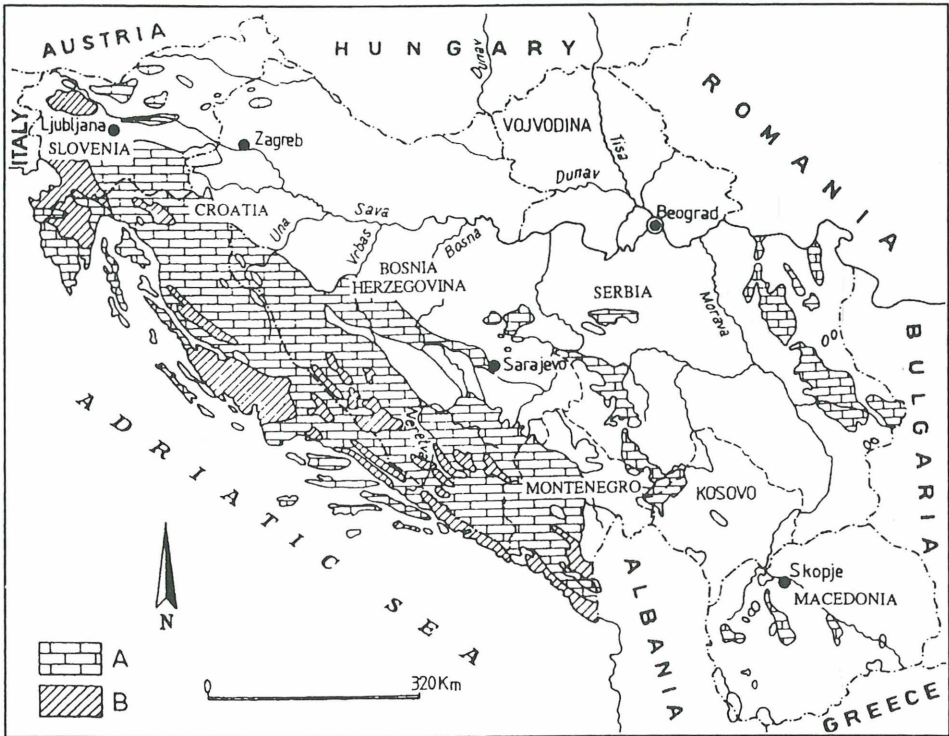 AUSTRIA
HUNGARY
ROMANIA
ITALY
Ljubljana
SLOVENIA
Zagreb
Dunav
VOJVODINA
Tisa
Dunav
Beograd
CROATIA
Una
Sava
Vrbas
Bosna
BOSNIA
HERZEGOVINA
SERBIA
Morava
Sarajevo
Neretva
MONTENEGRO
KOSOVO
BULGARIA
ADRIATIC SEA
ALBANIA
Skopje
MACEDONIA
GREECE
N
A
B
0
320Km